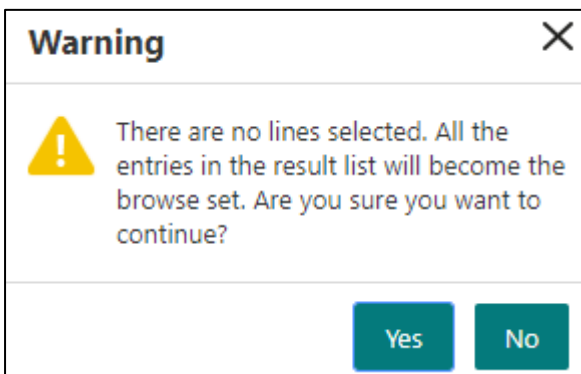 Warning
There are no lines selected. All the
entries in the result list will become the
browse set. Are you sure you want to
continue?
Yes
No